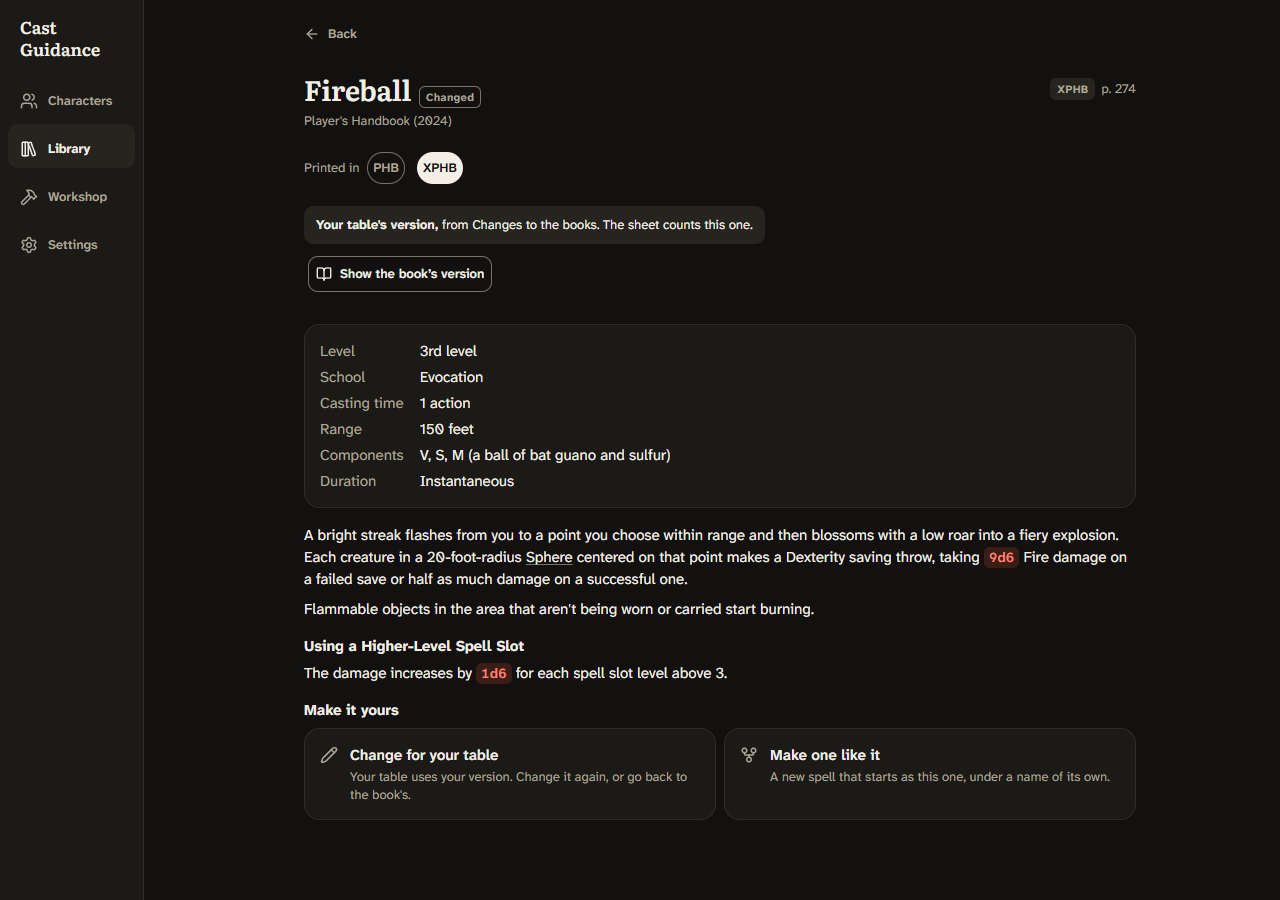 Cast
Guidance
Characters
Library
Workshop
Settings
Back
Fireball Changed
XPHB p. 274
Player's Handbook (2024)
Printed in PHB XPHB
Your table's version, from Changes to the books. The sheet counts this one.
Show the book’s version
Level 3rd level
School Evocation
Casting time 1 action
Range 150 feet
Components V, S, M (a ball of bat guano and sulfur)
Duration Instantaneous
A bright streak flashes from you to a point you choose within range and then blossoms with a low roar into a fiery explosion.
Each creature in a 20-foot-radius Sphere centered on that point makes a Dexterity saving throw, taking 9d6 Fire damage on
a failed save or half as much damage on a successful one.
Flammable objects in the area that aren't being worn or carried start burning.
Using a Higher-Level Spell Slot
The damage increases by 1d6 for each spell slot level above 3.
Make it yours
Change for your table
Your table uses your version. Change it again, or go back to
the book's.
Make one like it
A new spell that starts as this one, under a name of its own.